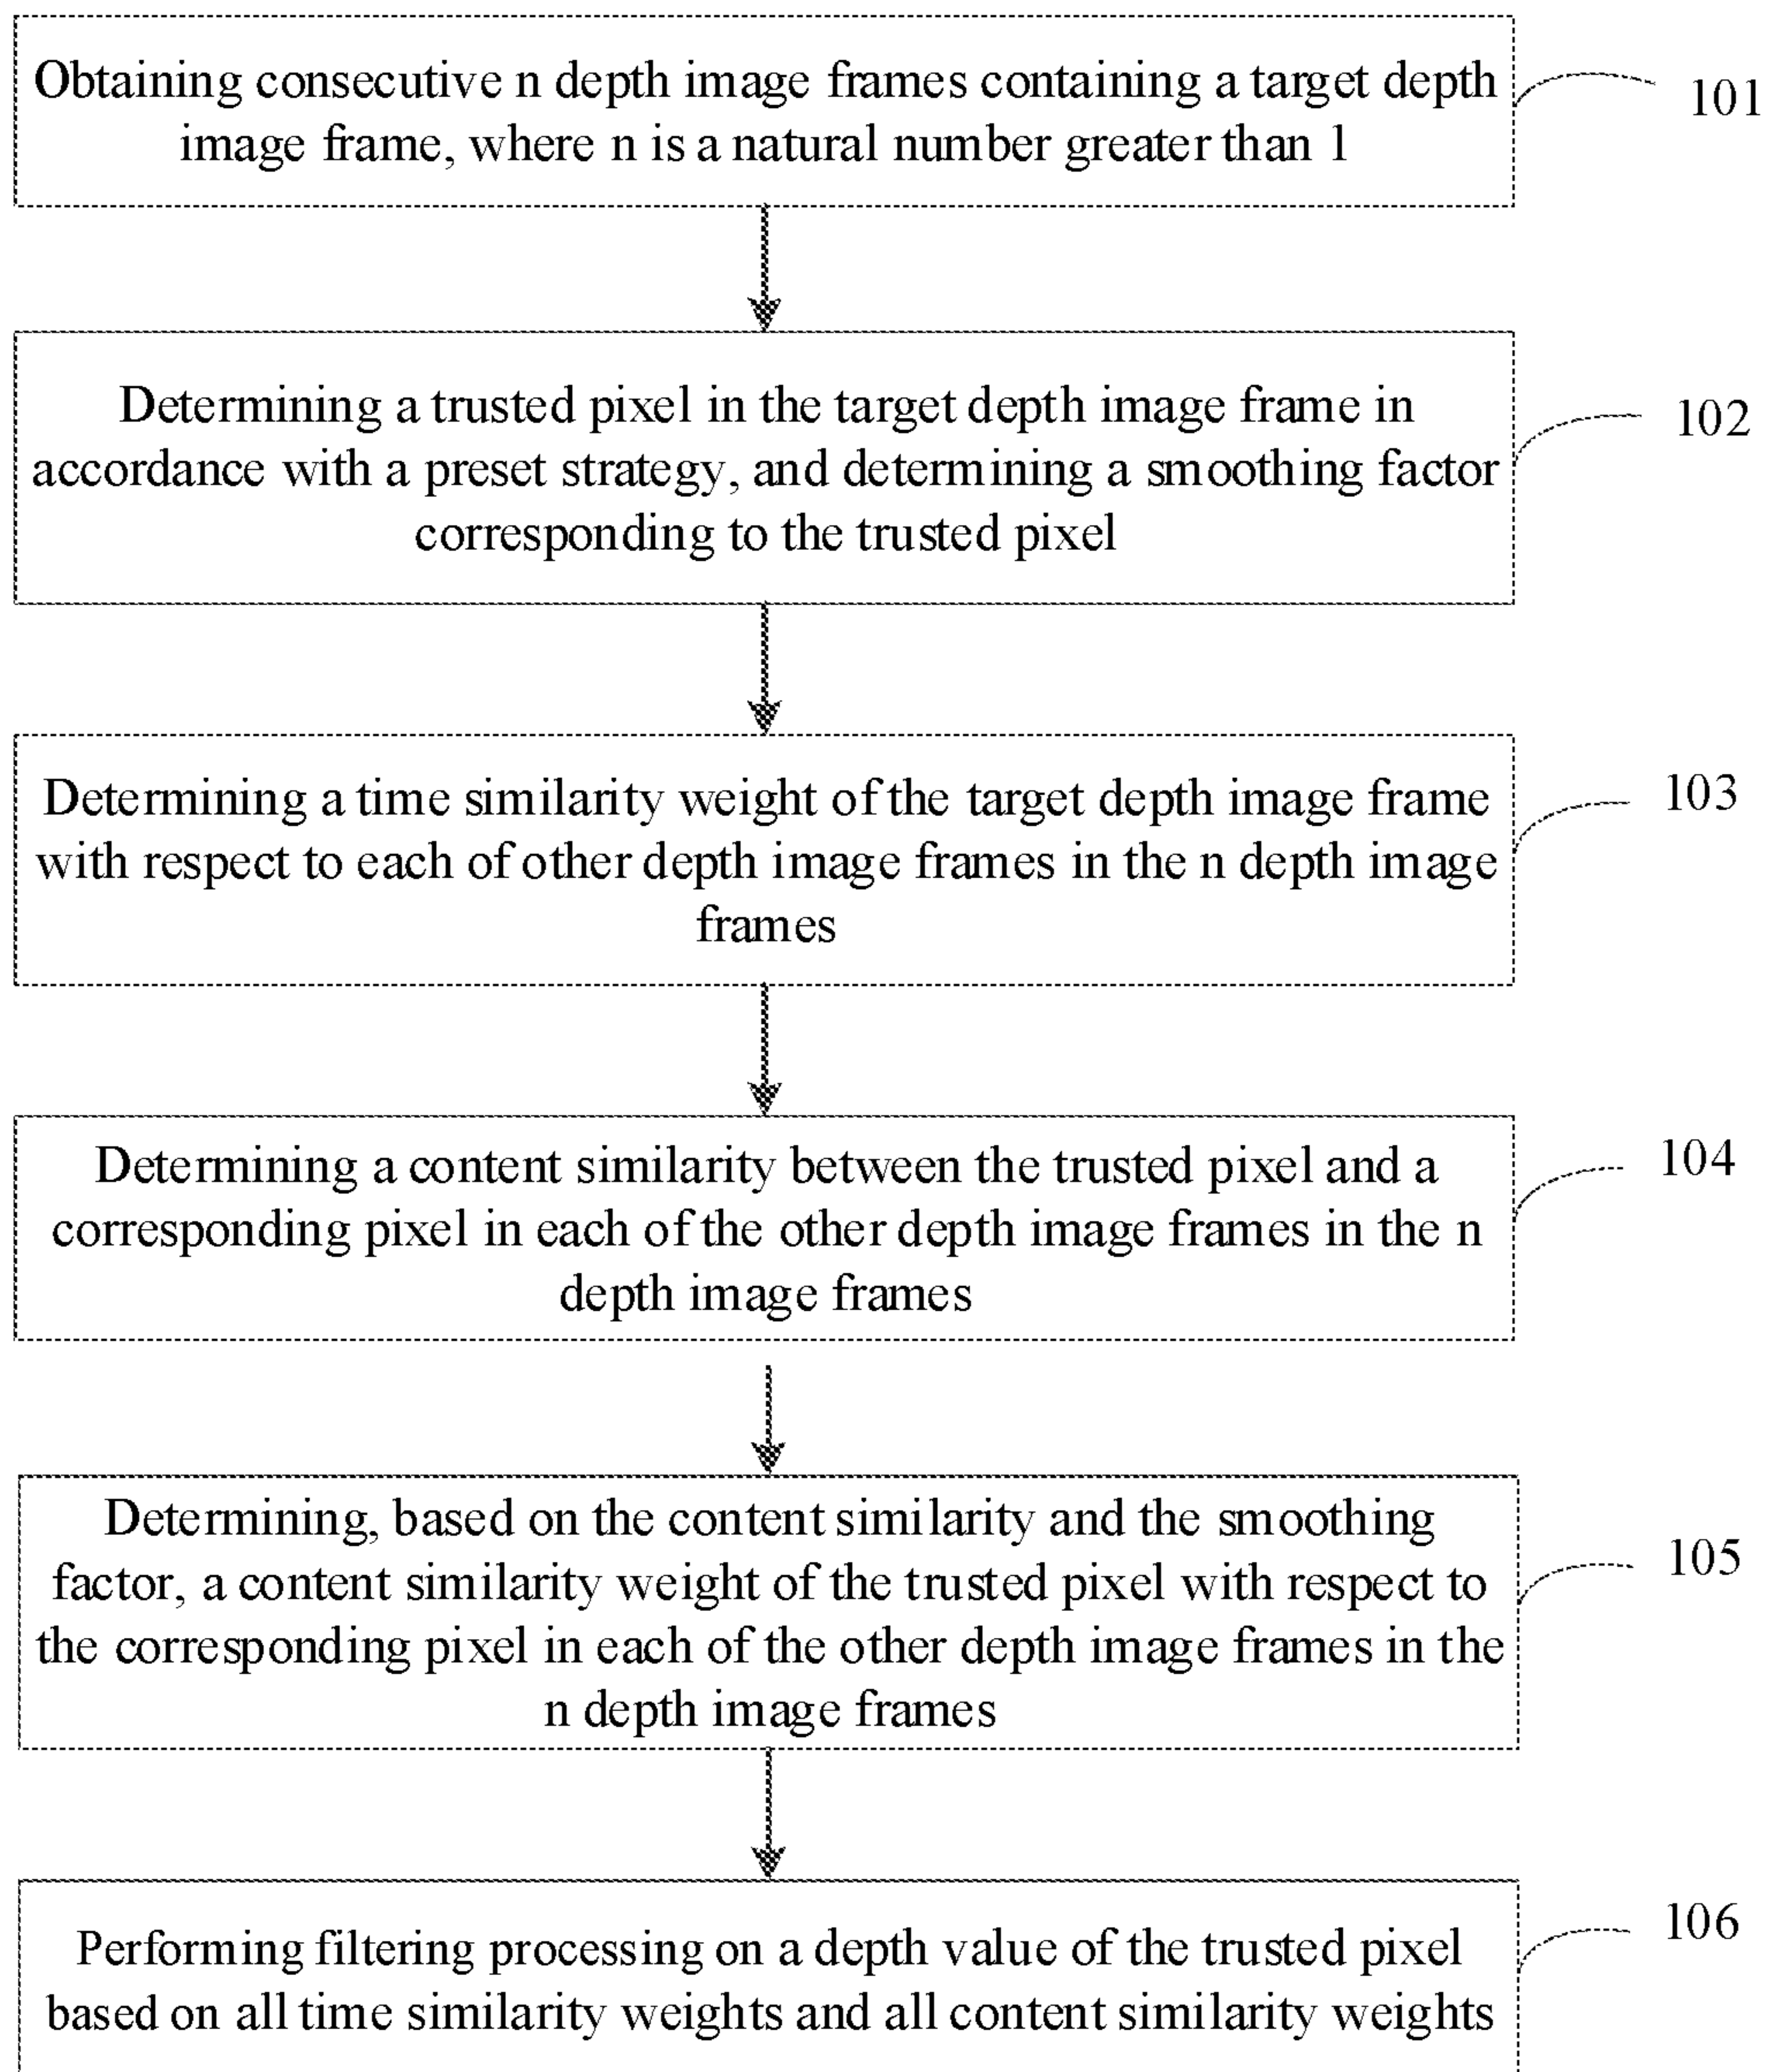 Obtaining consecutive n depth image frames containing a target depth
image frame, where n is a natural number greater than 1
101
Determining a trusted pixel in the target depth image frame in
accordance with a preset strategy, and determining a smoothing factor
corresponding to the trusted pixel
102
Determining a time similarity weight of the target depth image frame
with respect to each of other depth image frames in the n depth image
frames
103
Determining a content similarity between the trusted pixel and a
corresponding pixel in each of the other depth image frames in the n
depth image frames
104
Determining, based on the content similarity and the smoothing
factor, a content similarity weight of the trusted pixel with respect to
the corresponding pixel in each of the other depth image frames in the
n depth image frames
105
Performing filtering processing on a depth value of the trusted pixel
based on all time similarity weights and all content similarity weights
106